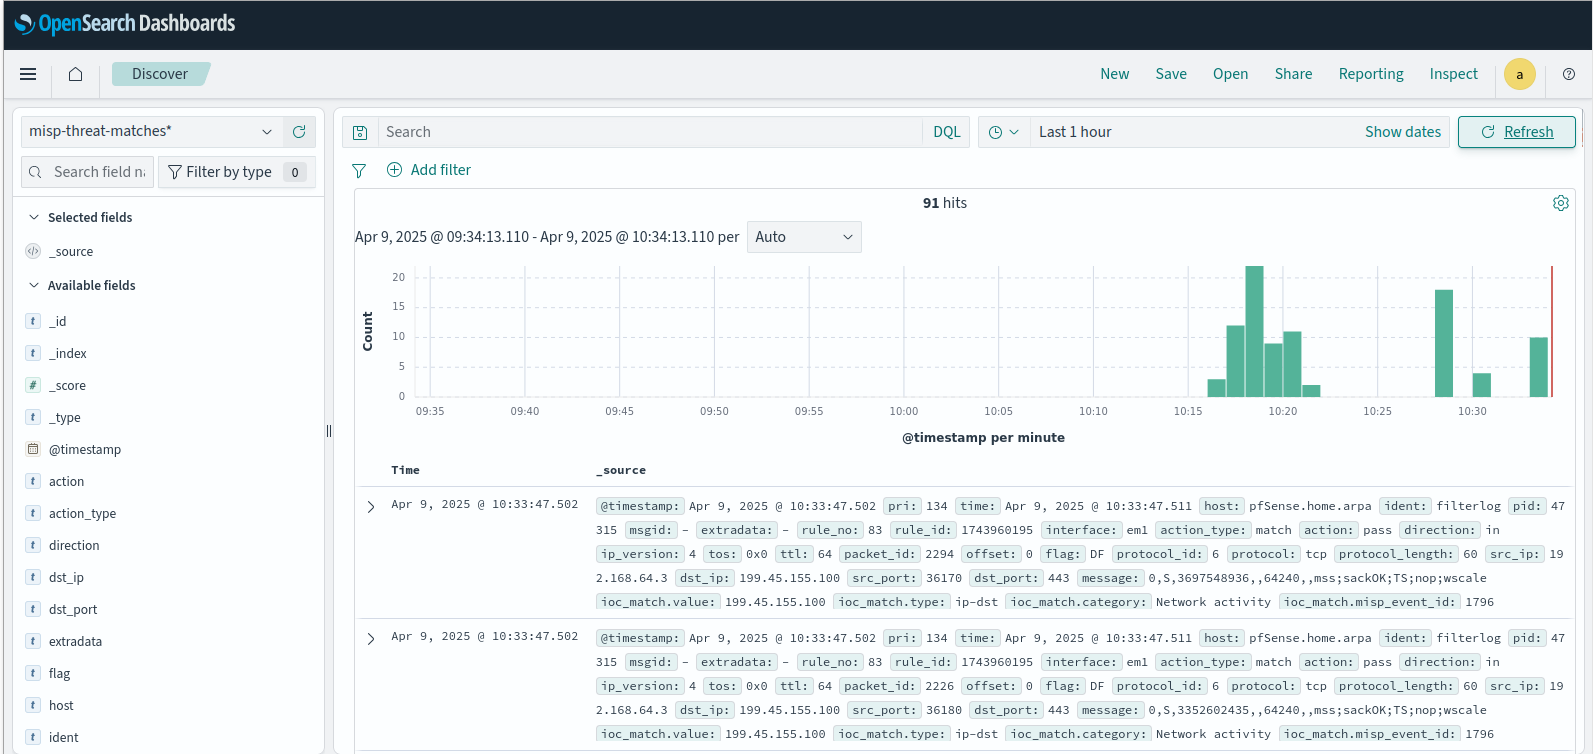 OpenSearch Dashboards
Discover
New Save Open Share Reporting Inspect a
misp-threat-matches*
Search DQL Last 1 hour Show dates Refresh
Search field na Filter by type 0
Add filter
Selected fields
_source
Available fields
_id
_index
_score
_type
@timestamp
action
action_type
direction
dst_ip
dst_port
extradata
flag
host
ident
91 hits
Apr 9, 2025 @ 09:34:13.110 - Apr 9, 2025 @ 10:34:13.110 per Auto
Count
20
15
10
5
0
09:35 09:40 09:45 09:50 09:55 10:00 10:05 10:10 10:15 10:20 10:25 10:30
@timestamp per minute
Time _source
Apr 9, 2025 @ 10:33:47.502 @timestamp: Apr 9, 2025 @ 10:33:47.502 pri: 134 time: Apr 9, 2025 @ 10:33:47.511 host: pfSense.home.arpa ident: filterlog pid: 47
315 msgid: – extradata: – rule_no: 83 rule_id: 1743960195 interface: em1 action_type: match action: pass direction: in
ip_version: 4 tos: 0x0 ttl: 64 packet_id: 2294 offset: 0 flag: DF protocol_id: 6 protocol: tcp protocol_length: 60 src_ip: 19
2.168.64.3 dst_ip: 199.45.155.100 src_port: 36170 dst_port: 443 message: 0,S,3697548936,,64240,,mss;sackOK;TS;nop;wscale
ioc_match.value: 199.45.155.100 ioc_match.type: ip-dst ioc_match.category: Network activity ioc_match.misp_event_id: 1796
Apr 9, 2025 @ 10:33:47.502 @timestamp: Apr 9, 2025 @ 10:33:47.502 pri: 134 time: Apr 9, 2025 @ 10:33:47.511 host: pfSense.home.arpa ident: filterlog pid: 47
315 msgid: – extradata: – rule_no: 83 rule_id: 1743960195 interface: em1 action_type: match action: pass direction: in
ip_version: 4 tos: 0x0 ttl: 64 packet_id: 2226 offset: 0 flag: DF protocol_id: 6 protocol: tcp protocol_length: 60 src_ip: 19
2.168.64.3 dst_ip: 199.45.155.100 src_port: 36180 dst_port: 443 message: 0,S,3352602435,,64240,,mss;sackOK;TS;nop;wscale
ioc_match.value: 199.45.155.100 ioc_match.type: ip-dst ioc_match.category: Network activity ioc_match.misp_event_id: 1796